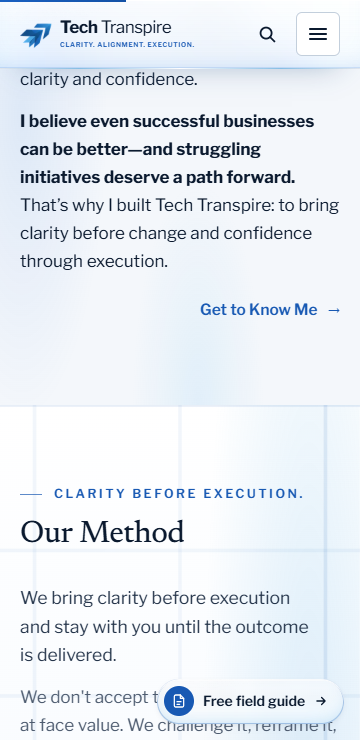 Tech Transpire
CLARITY. ALIGNMENT. EXECUTION.
clarity and confidence.
I believe even successful businesses
can be better—and struggling
initiatives deserve a path forward.
That’s why I built Tech Transpire: to bring
clarity before change and confidence
through execution.
Get to Know Me →
CLARITY BEFORE EXECUTION.
Our Method
We bring clarity before execution
and stay with you until the outcome
is delivered.
We don't accept
Free field guide →
at face value. We challenge it, reframe it,